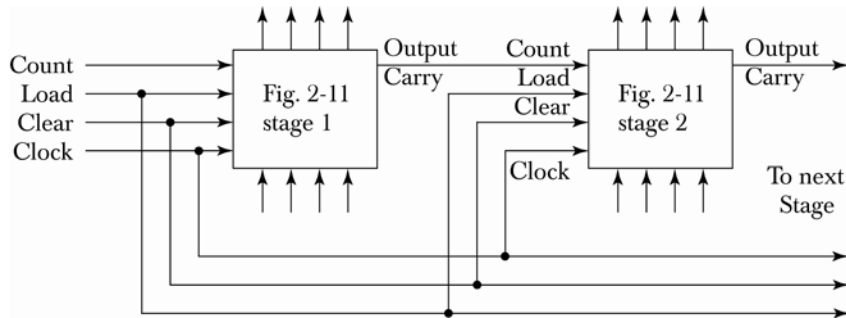 Count
Load
Clear
Clock
Fig. 2-11
stage 1
Output
Carry
Count
Load
Clear
Clock
Fig. 2-11
stage 2
Output
Carry
To next
Stage